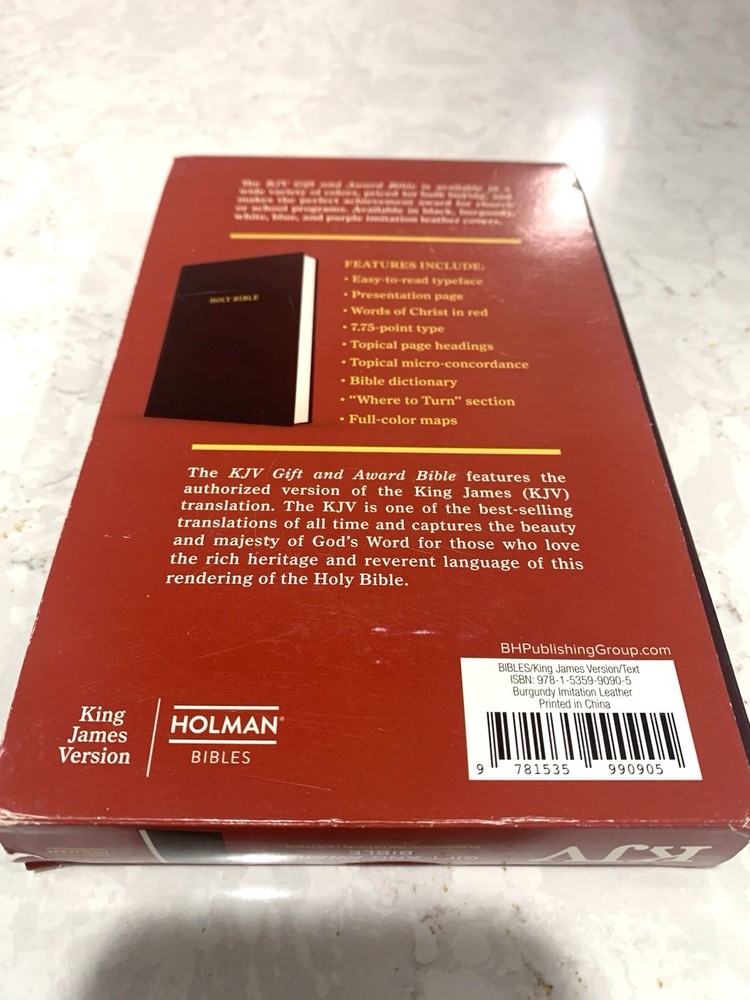 The KJV Gift and Award Bible is available in a
wide variety of colors, priced for bulk buying, and
makes the perfect achievement award for church
or school programs. Available in black, burgundy,
white, blue, and purple imitation leather covers.
HOLY BIBLE
FEATURES INCLUDE:
• Easy-to-read typeface
• Presentation page
• Words of Christ in red
• 7.75-point type
• Topical page headings
• Topical micro-concordance
• Bible dictionary
• “Where to Turn” section
• Full-color maps
The KJV Gift and Award Bible features the
authorized version of the King James (KJV)
translation. The KJV is one of the best-selling
translations of all time and captures the beauty
and majesty of God’s Word for those who love
the rich heritage and reverent language of this
rendering of the Holy Bible.
BHPublishingGroup.com
BIBLES/King James Version/Text
ISBN: 978-1-5359-9090-5
Burgundy Imitation Leather
Printed in China
9 781535 990905
King
James
Version
HOLMAN®
BIBLES
KJV
BIBLE
HOLMAN